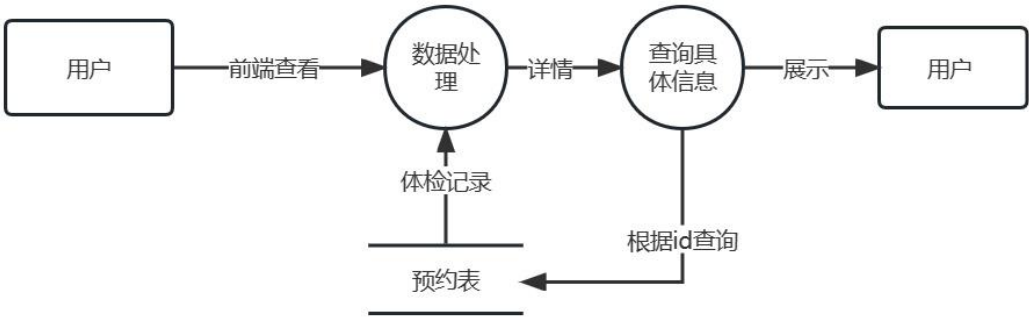 用户
前端查看
数据处
理
详情
查询具
体信息
展示
用户
体检记录
根据id查询
预约表